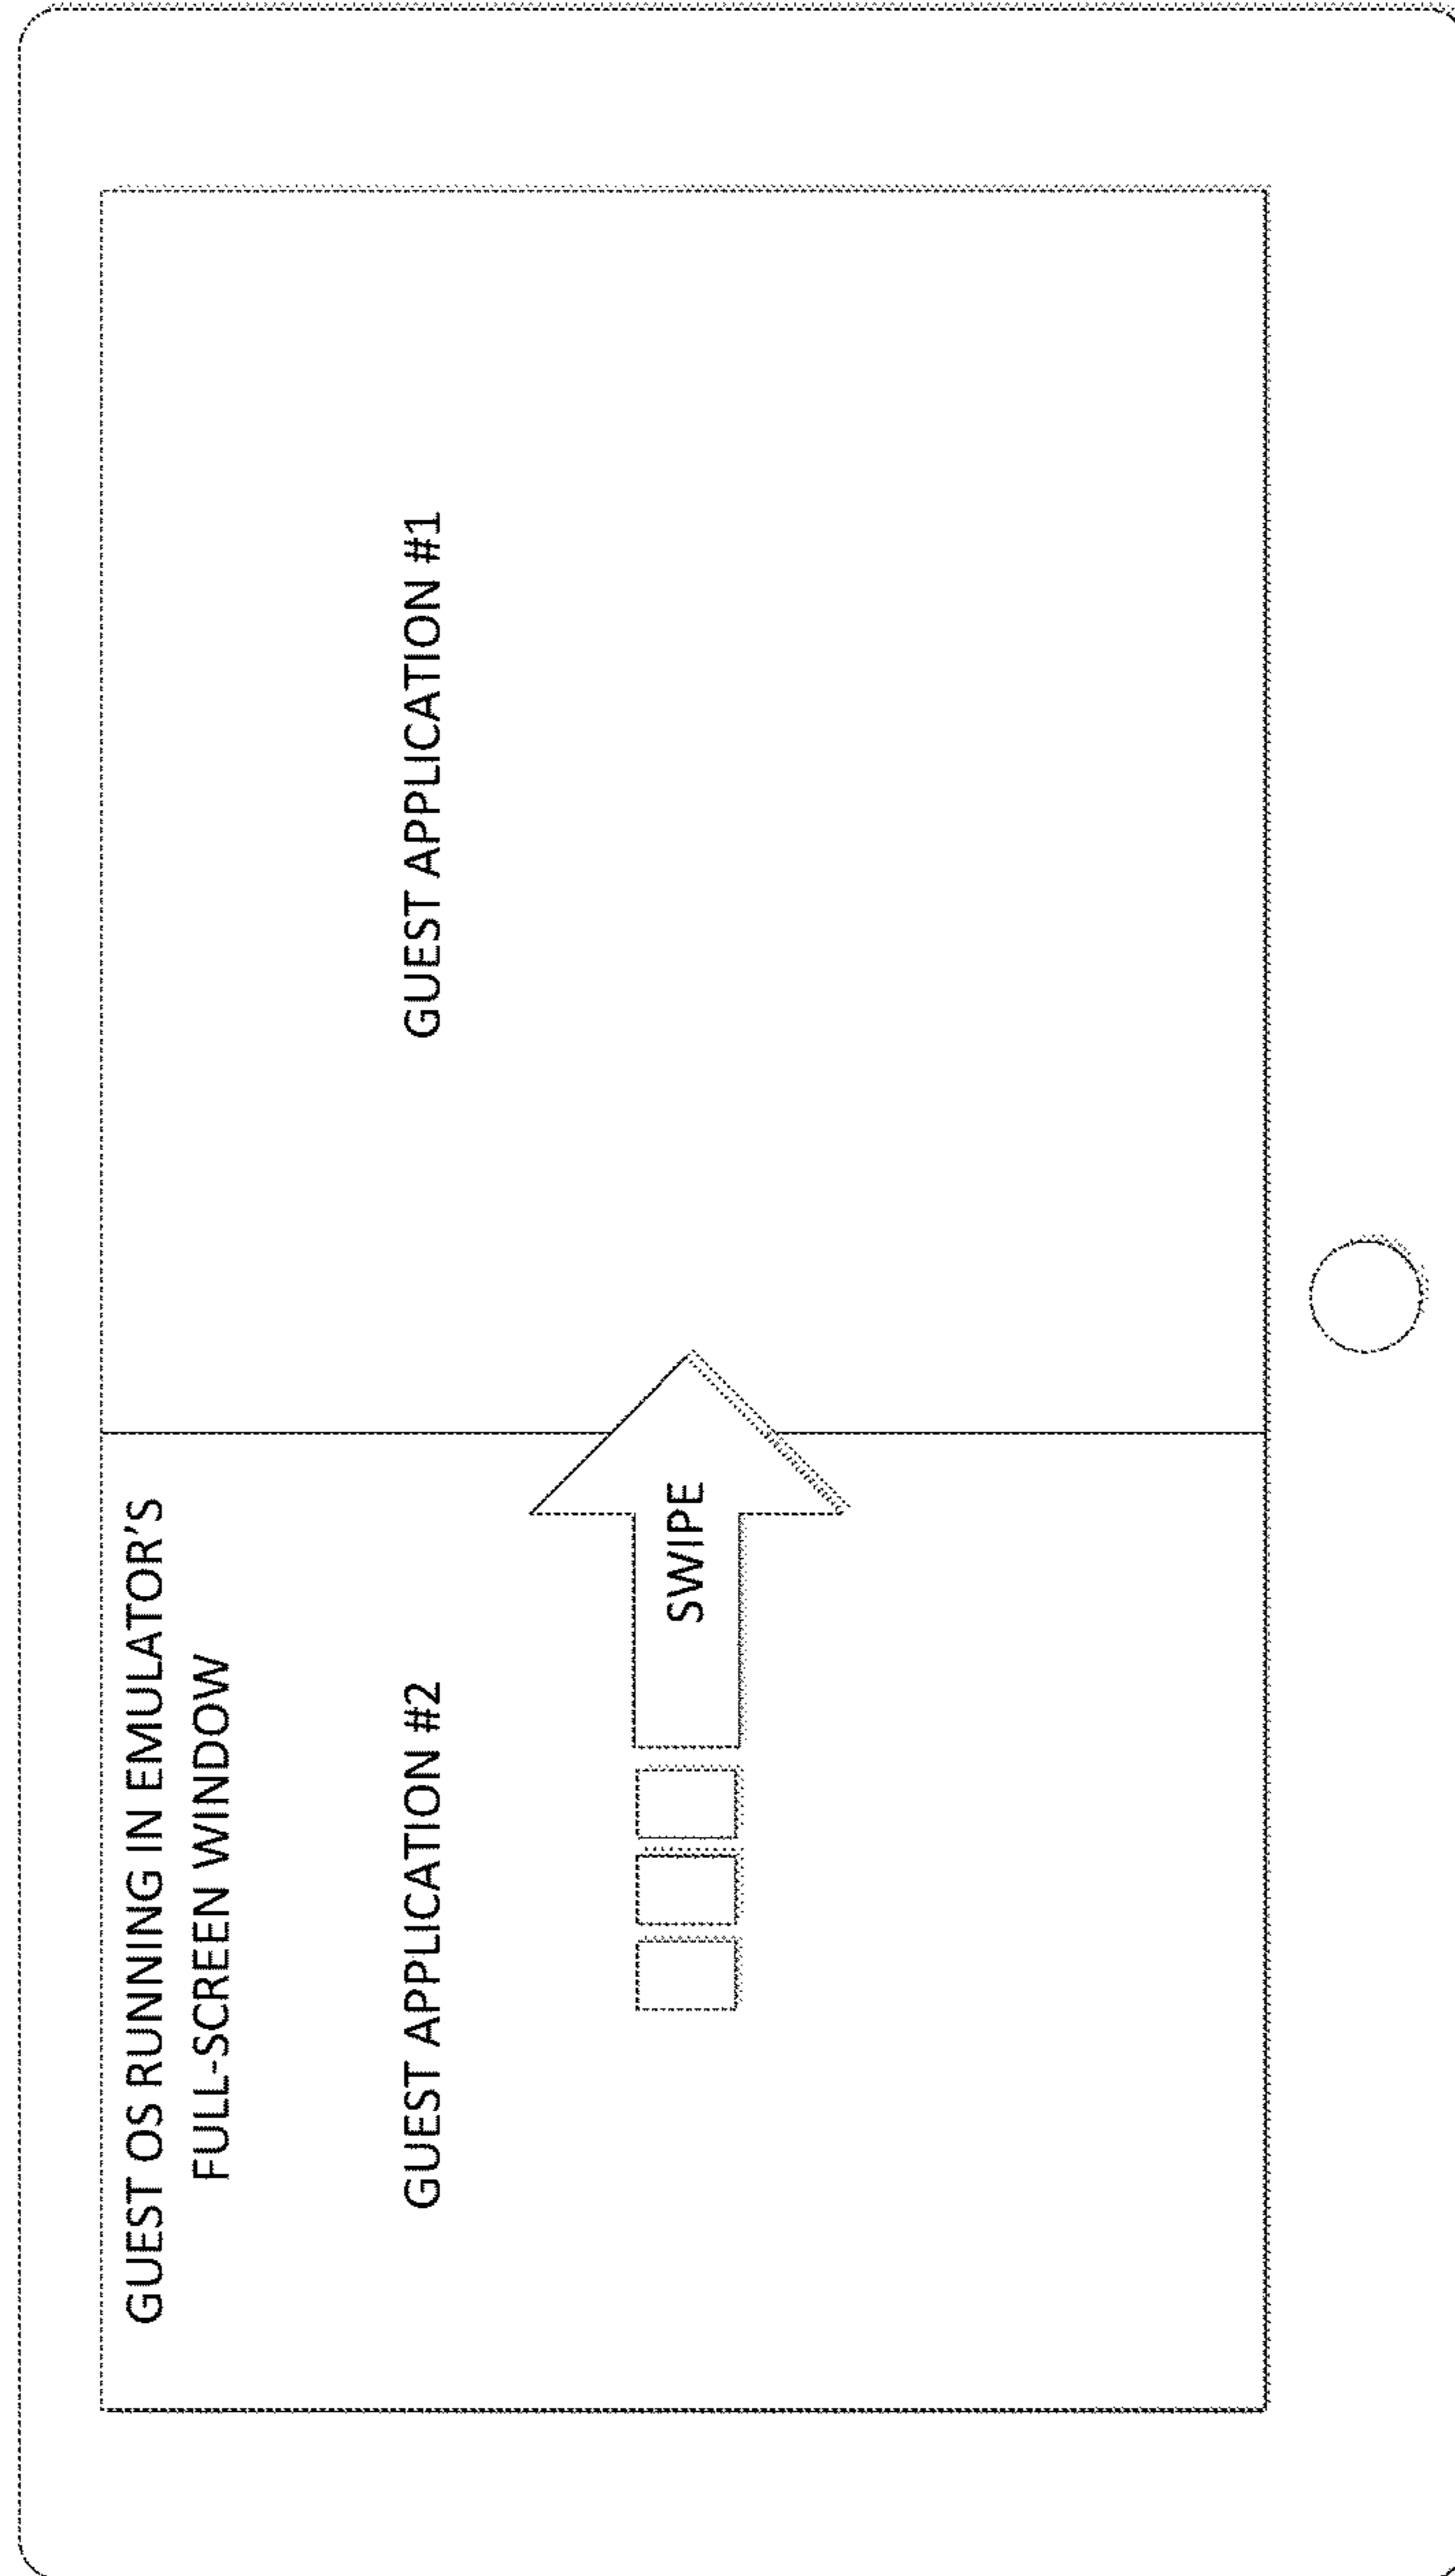 GUEST OS RUNNING IN EMULATOR'S
FULL-SCREEN WINDOW
GUEST APPLICATION #2
GUEST APPLICATION #1
SWIPE